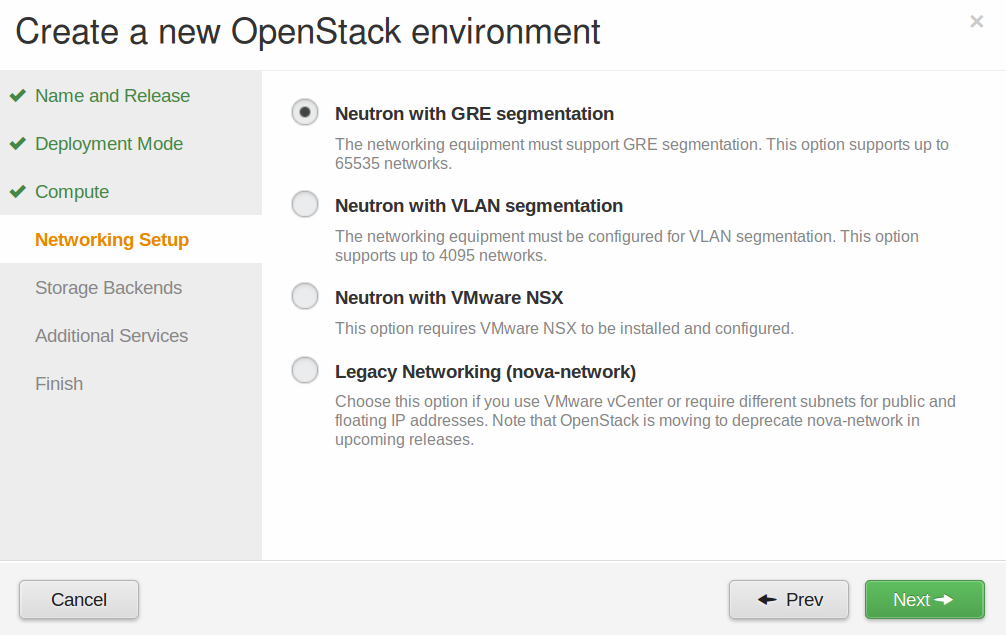 Create a new OpenStack environment
×
Name and Release
Deployment Mode
Compute
Networking Setup
Storage Backends
Additional Services
Finish
Neutron with GRE segmentation
The networking equipment must support GRE segmentation. This option supports up to
65535 networks.
Neutron with VLAN segmentation
The networking equipment must be configured for VLAN segmentation. This option
supports up to 4095 networks.
Neutron with VMware NSX
This option requires VMware NSX to be installed and configured.
Legacy Networking (nova-network)
Choose this option if you use VMware vCenter or require different subnets for public and
floating IP addresses. Note that OpenStack is moving to deprecate nova-network in
upcoming releases.
Cancel
Prev
Next